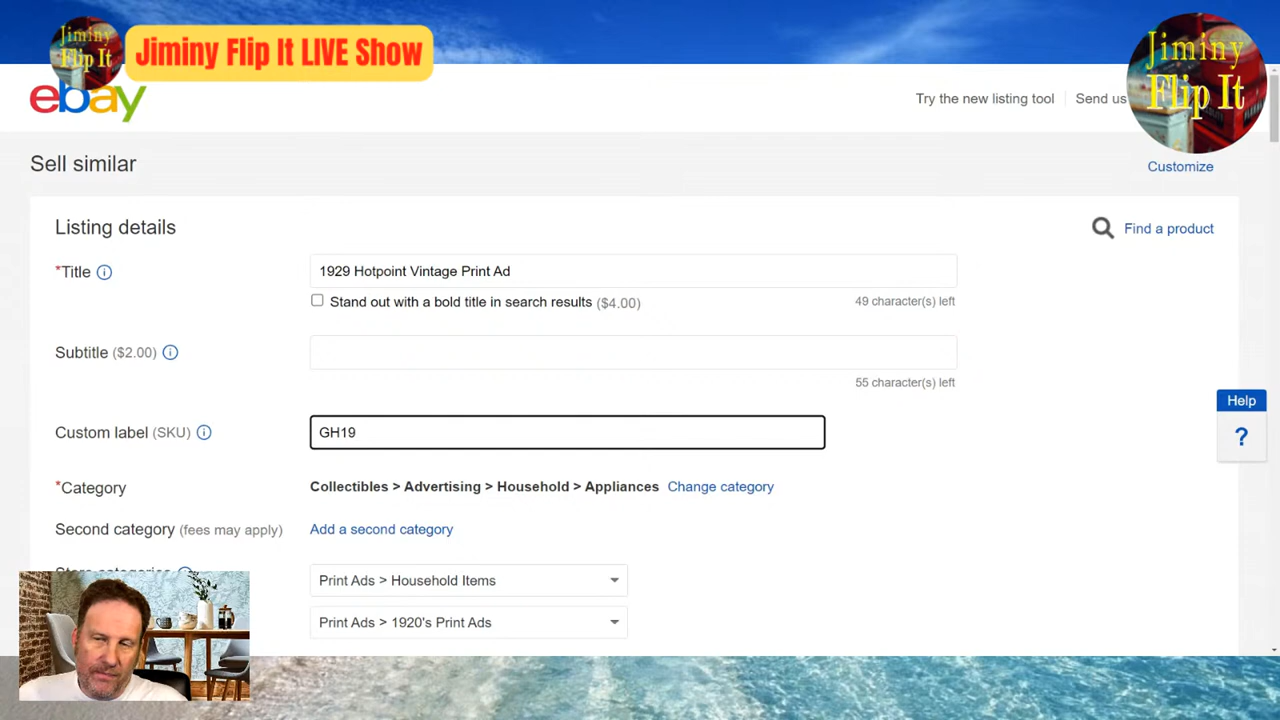 Jiminy Flip It
Jiminy Flip It LIVE Show
Jiminy
Flip It
ebay
Try the new listing tool
Send us
Sell similar
Customize
Listing details
Find a product
*Title
1929 Hotpoint Vintage Print Ad
Stand out with a bold title in search results ($4.00)
49 character(s) left
Subtitle ($2.00)
55 character(s) left
Help
?
Custom label (SKU)
GH19
*Category
Collectibles > Advertising > Household > Appliances Change category
Second category (fees may apply)
Add a second category
Store categories
Print Ads > Household Items
Print Ads > 1920's Print Ads